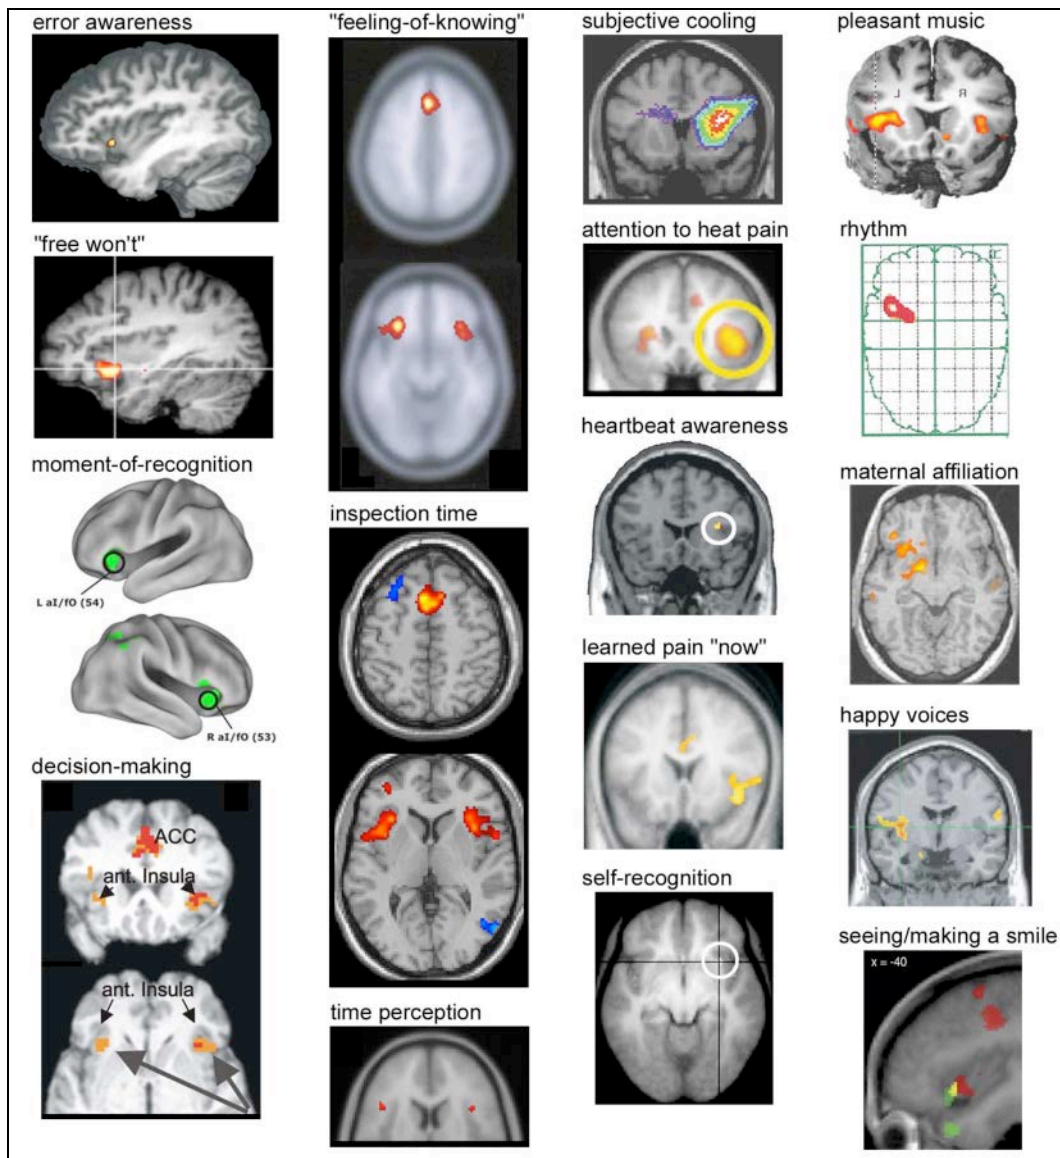 error awareness
"free won't"
moment-of-recognition
L aI/fO (54)
R aI/fO (53)
decision-making
ACC
ant. Insula
ant. Insula
"feeling-of-knowing"
inspection time
time perception
subjective cooling
attention to heat pain
heartbeat awareness
learned pain "now"
self-recognition
pleasant music
L
R
rhythm
R
maternal affiliation
happy voices
seeing/making a smile
x = -40